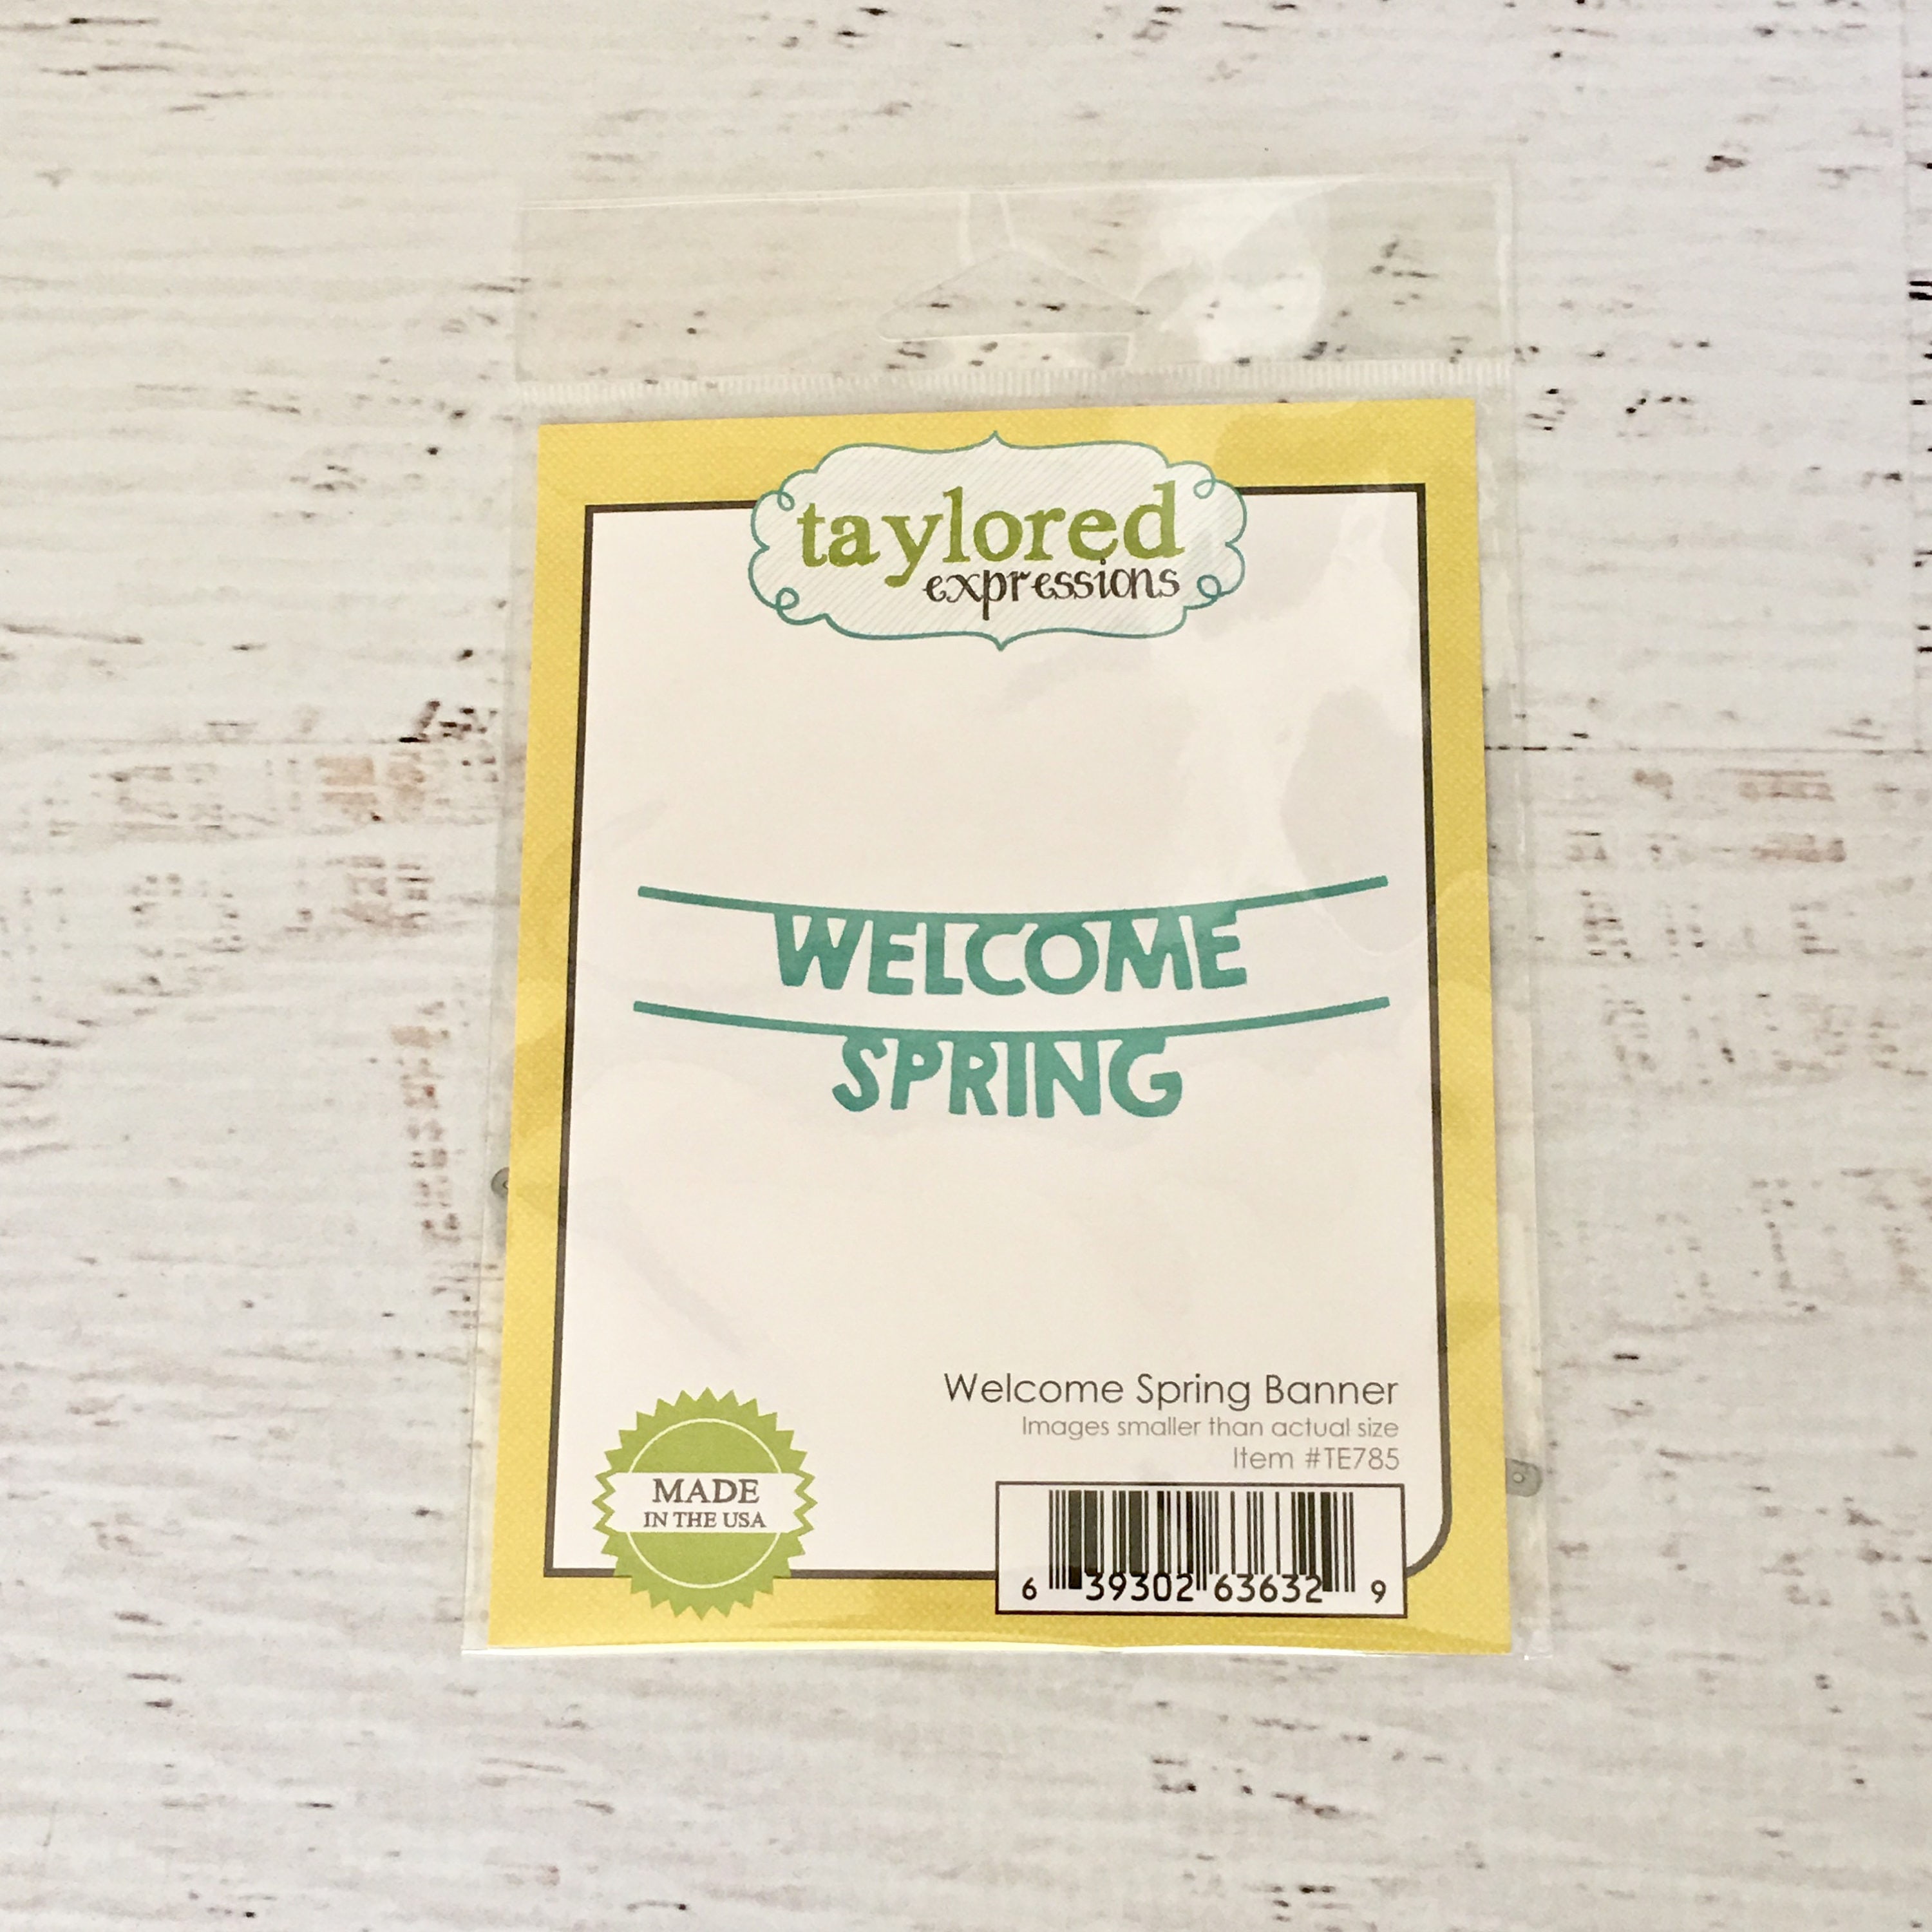 taylored
expressions
WELCOME
SPRING
Welcome Spring Banner
Images smaller than actual size
Item #TE785
MADE
IN THE USA
6 39302 63632 9